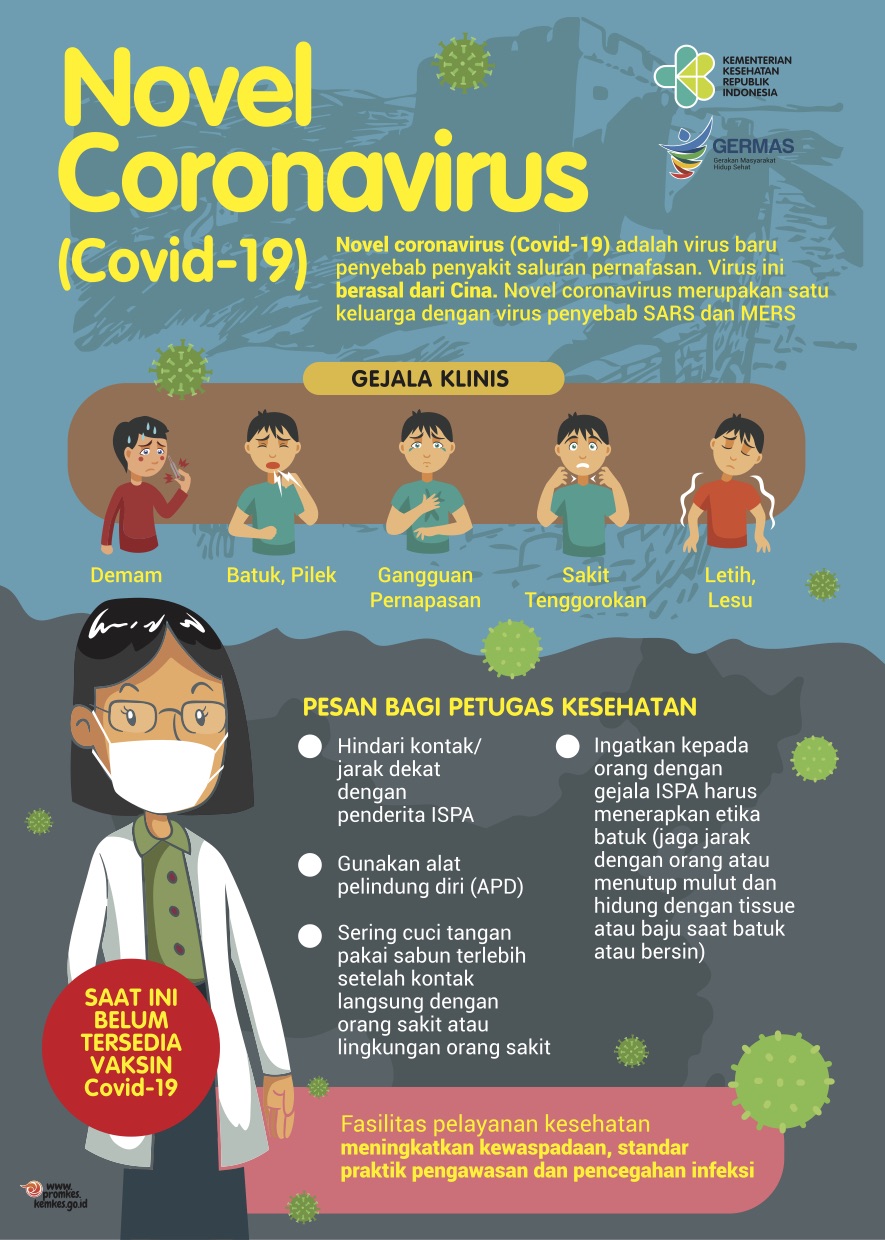 Novel
Coronavirus
(Covid-19)
KEMENTERIAN
KESEHATAN
REPUBLIK
INDONESIA
GERMAS
Gerakan Masyarakat
Hidup Sehat
Novel coronavirus (Covid-19) adalah virus baru
penyebab penyakit saluran pernafasan. Virus ini
berasal dari Cina. Novel coronavirus merupakan satu
keluarga dengan virus penyebab SARS dan MERS
GEJALA KLINIS
Demam
Batuk, Pilek
Gangguan
Pernapasan
Sakit
Tenggorokan
Letih,
Lesu
PESAN BAGI PETUGAS KESEHATAN
Hindari kontak/
jarak dekat
dengan
penderita ISPA
Gunakan alat
pelindung diri (APD)
Sering cuci tangan
pakai sabun terlebih
setelah kontak
langsung dengan
orang sakit atau
lingkungan orang sakit
Ingatkan kepada
orang dengan
gejala ISPA harus
menerapkan etika
batuk (jaga jarak
dengan orang atau
menutup mulut dan
hidung dengan tissue
atau baju saat batuk
atau bersin)
SAAT INI
BELUM
TERSEDIA
VAKSIN
Covid-19
Fasilitas pelayanan kesehatan
meningkatkan kewaspadaan, standar
praktik pengawasan dan pencegahan infeksi
www.
promkes.
kemkes.go.id